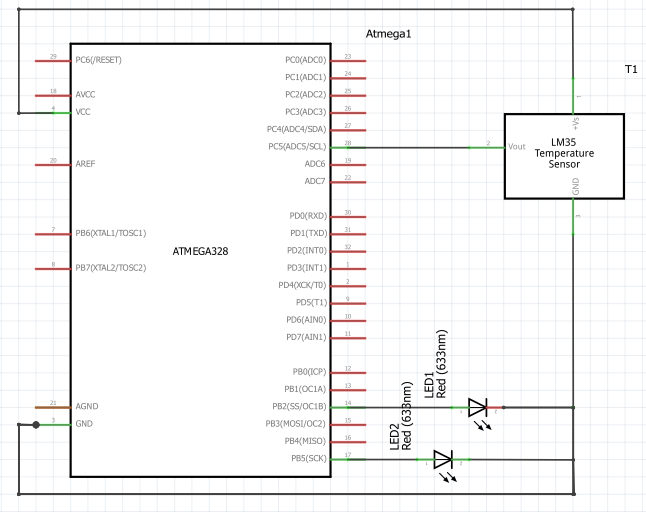 Atmega1
T1
29 PC6(/RESET)
18 AVCC
4 VCC
20 AREF
7 PB6(XTAL1/TOSC1)
8 PB7(XTAL2/TOSC2)
21 AGND
3 GND
ATMEGA328
PC0(ADC0) 23
PC1(ADC1) 24
PC2(ADC2) 25
PC3(ADC3) 26
PC4(ADC4/SDA) 27
PC5(ADC5/SCL) 28
ADC6 19
ADC7 22
PD0(RXD) 30
PD1(TXD) 31
PD2(INT0) 32
PD3(INT1) 1
PD4(XCK/T0) 2
PD5(T1) 9
PD6(AIN0) 10
PD7(AIN1) 11
PB0(ICP) 12
PB1(OC1A) 13
PB2(SS/OC1B) 14
PB3(MOSI/OC2) 15
PB4(MISO) 16
PB5(SCK) 17
1
+Vs
2 Vout
LM35
Temperature
Sensor
GND
3
LED1
Red (633nm)
LED2
Red (633nm)